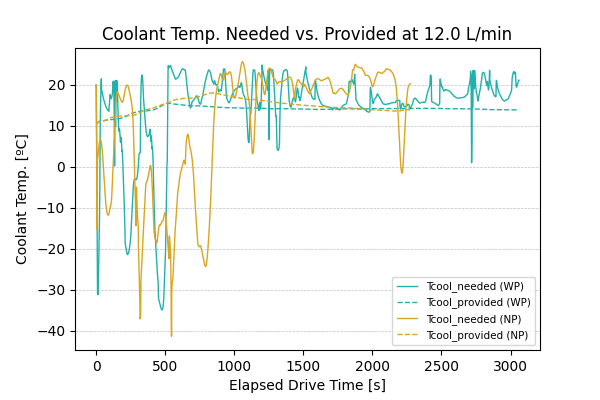 Coolant Temp. Needed vs. Provided at 12.0 L/min
Coolant Temp. [ºC]
20
10
0
−10
−20
−30
−40
Tcool_needed (WP)
Tcool_provided (WP)
Tcool_needed (NP)
Tcool_provided (NP)
0 500 1000 1500 2000 2500 3000
Elapsed Drive Time [s]